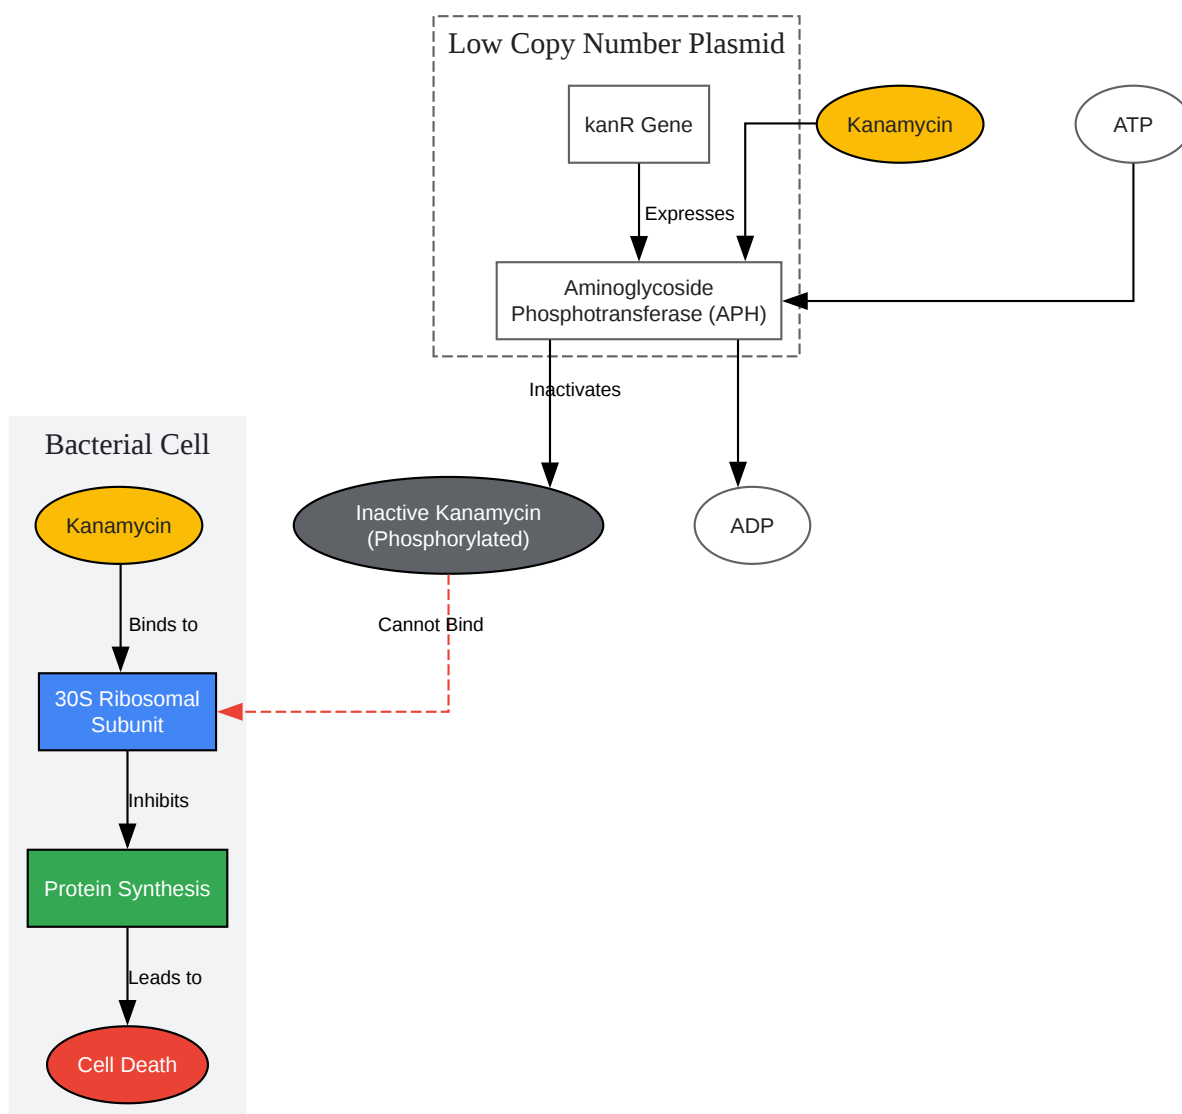 Low Copy Number Plasmid
kanR Gene
Kanamycin
ATP
Expresses
Aminoglycoside
Phosphotransferase (APH)
Inactivates
Bacterial Cell
Kanamycin
Inactive Kanamycin
(Phosphorylated)
ADP
Binds to
Cannot Bind
30S Ribosomal
Subunit
Inhibits
Protein Synthesis
Leads to
Cell Death